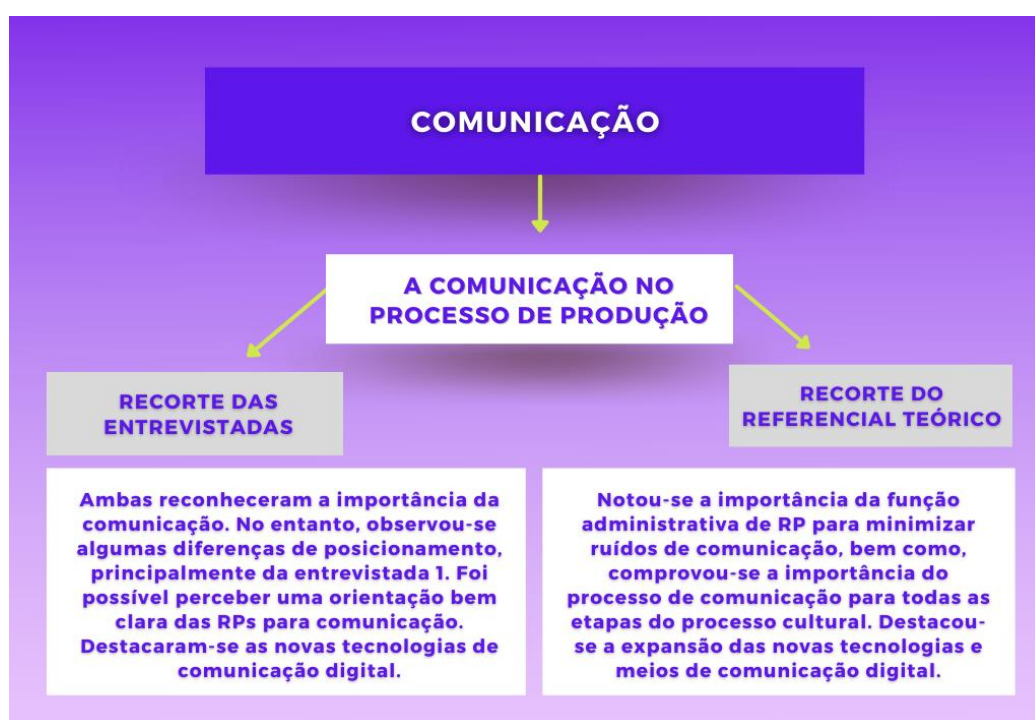 COMUNICAÇÃO
A COMUNICAÇÃO NO
PROCESSO DE PRODUÇÃO
RECORTE DAS
ENTREVISTADAS
Ambas reconheceram a importância da
comunicação. No entanto, observou-se
algumas diferenças de posicionamento,
principalmente da entrevistada 1. Foi
possível perceber uma orientação bem
clara das RPs para comunicação.
Destacaram-se as novas tecnologias de
comunicação digital.
RECORTE DO
REFERENCIAL TEÓRICO
Notou-se a importância da função
administrativa de RP para minimizar
ruídos de comunicação, bem como,
comprovou-se a importância do
processo de comunicação para todas as
etapas do processo cultural. Destacou-
se a expansão das novas tecnologias e
meios de comunicação digital.